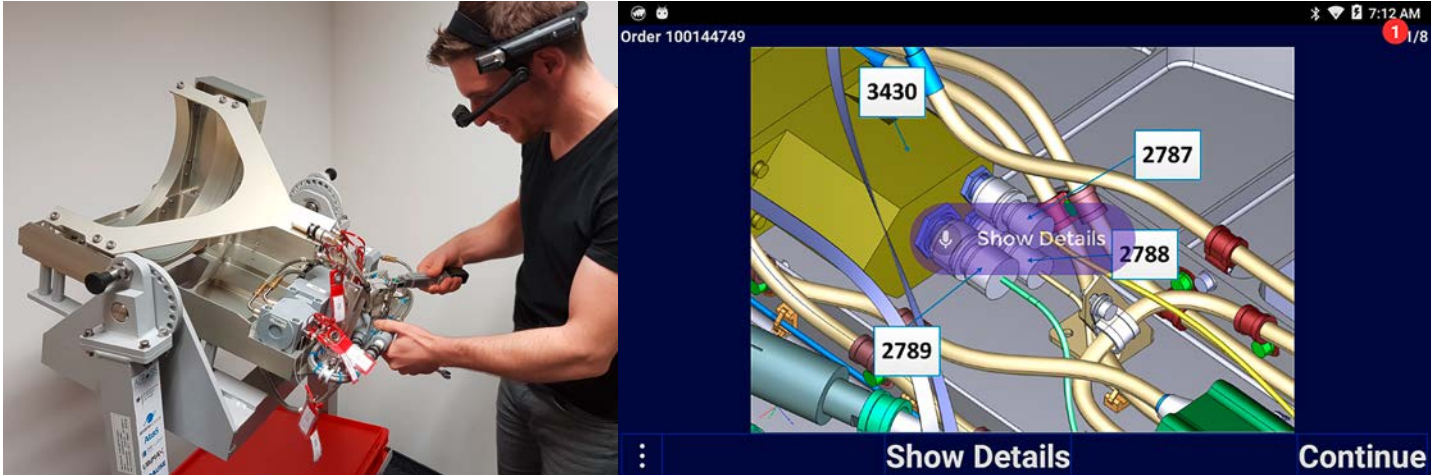 7:12 AM
Order 100144749
1
1/8
3430
2787
Show Details
2788
2789
Show Details
Continue